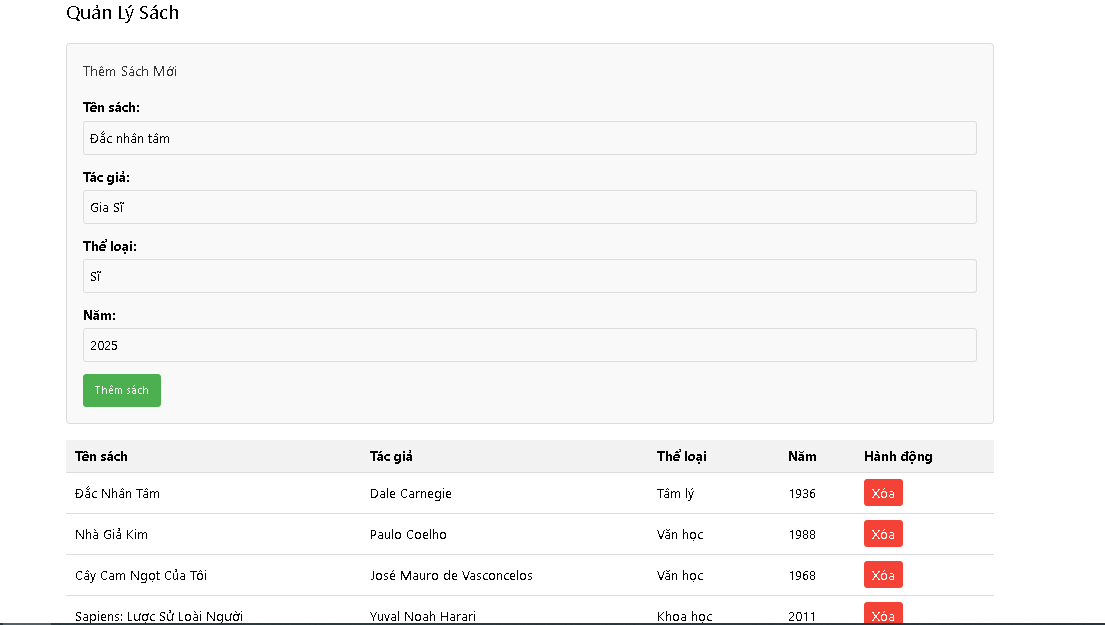 Quản Lý Sách
Thêm Sách Mới
Tên sách:
Đắc nhân tâm
Tác giả:
Gia Sĩ
Thể loại:
Sĩ
Năm:
2025
Thêm sách
Tên sách Tác giả Thể loại Năm Hành động
Đắc Nhân Tâm Dale Carnegie Tâm lý 1936 Xóa
Nhà Giả Kim Paulo Coelho Văn học 1988 Xóa
Cây Cam Ngọt Của Tôi José Mauro de Vasconcelos Văn học 1968 Xóa
Sapiens: Lược Sử Loài Người Yuval Noah Harari Khoa học 2011 Xóa